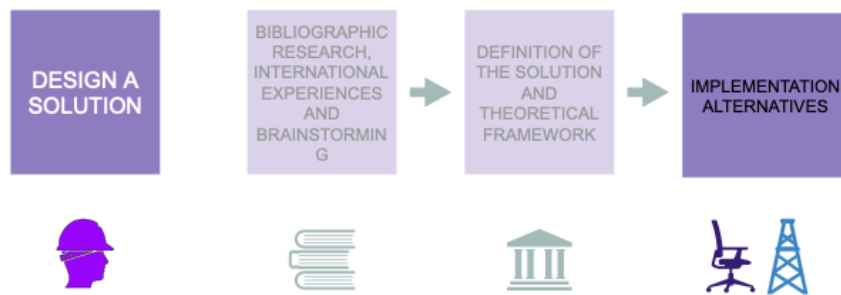 DESIGN A
SOLUTION
BIBLIOGRAPHIC
RESEARCH,
INTERNATIONAL
EXPERIENCES
AND
BRAINSTORMIN
G
DEFINITION OF
THE SOLUTION
AND
THEORETICAL
FRAMEWORK
IMPLEMENTATION
ALTERNATIVES